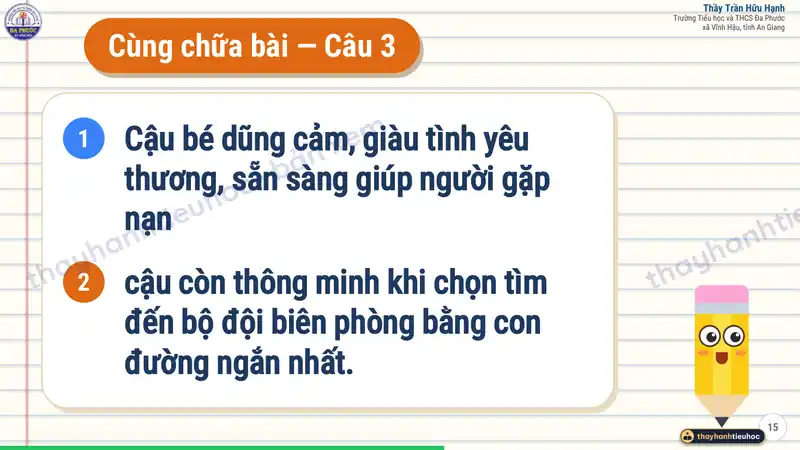 Thầy Trần Hữu Hạnh
Trường Tiểu học và THCS Đa Phước
xã Vĩnh Hậu, tỉnh An Giang
ĐA PHƯỚC
Cùng chữa bài – Câu 3
1
Cậu bé dũng cảm, giàu tình yêu
thương, sẵn sàng giúp người gặp
nạn
2
cậu còn thông minh khi chọn tìm
đến bộ đội biên phòng bằng con
đường ngắn nhất.
thayhanhtieuhoc
15